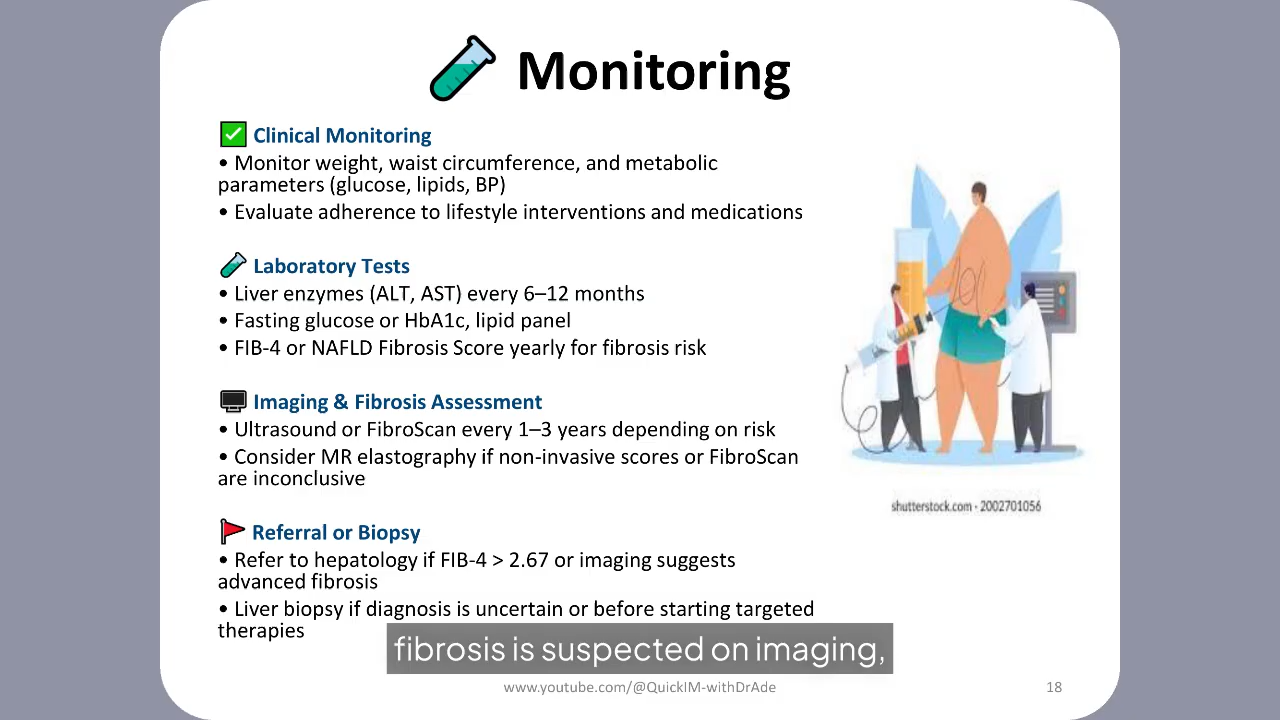 Monitoring
Clinical Monitoring
• Monitor weight, waist circumference, and metabolic
parameters (glucose, lipids, BP)
• Evaluate adherence to lifestyle interventions and medications
Laboratory Tests
• Liver enzymes (ALT, AST) every 6–12 months
• Fasting glucose or HbA1c, lipid panel
• FIB-4 or NAFLD Fibrosis Score yearly for fibrosis risk
Imaging & Fibrosis Assessment
• Ultrasound or FibroScan every 1–3 years depending on risk
• Consider MR elastography if non-invasive scores or FibroScan
are inconclusive
shutterstock.com · 2002701056
Referral or Biopsy
• Refer to hepatology if FIB-4 > 2.67 or imaging suggests
advanced fibrosis
• Liver biopsy if diagnosis is uncertain or before starting targeted
therapies
fibrosis is suspected on imaging,
www.youtube.com/@QuickIM-withDrAde
18